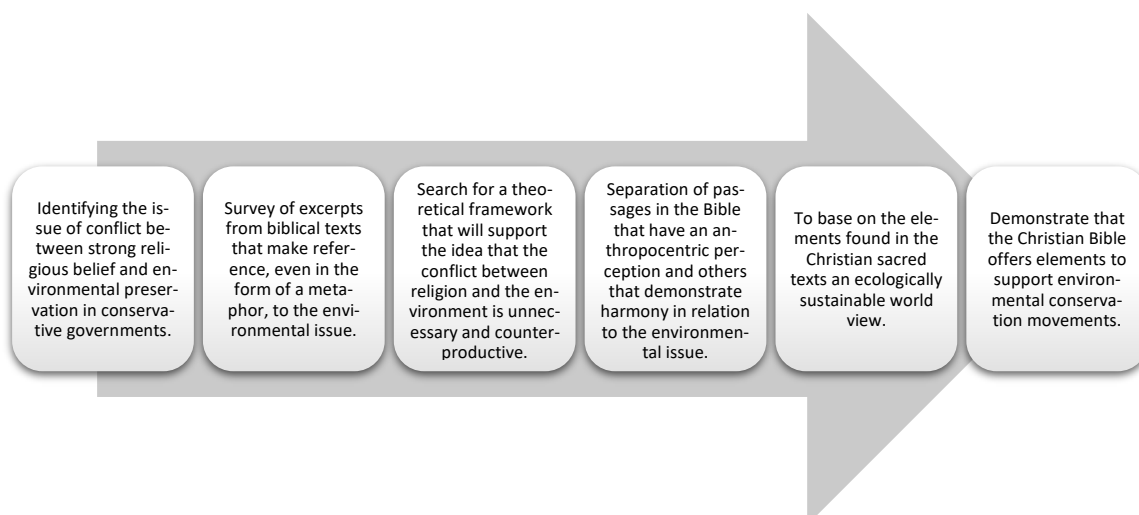 Identifying the is-
sue of conflict be-
tween strong reli-
gious belief and en-
vironmental preser-
vation in conserva-
tive governments.
Survey of excerpts
from biblical texts
that make refer-
ence, even in the
form of a meta-
phor, to the envi-
ronmental issue.
Search for a theo-
retical framework
that will support
the idea that the
conflict between
religion and the en-
vironment is unnec-
essary and counter-
productive.
Separation of pas-
sages in the Bible
that have an an-
thropocentric per-
ception and others
that demonstrate
harmony in relation
to the environmen-
tal issue.
To base on the ele-
ments found in the
Christian sacred
texts an ecologically
sustainable world
view.
Demonstrate that
the Christian Bible
offers elements to
support environ-
mental conserva-
tion movements.